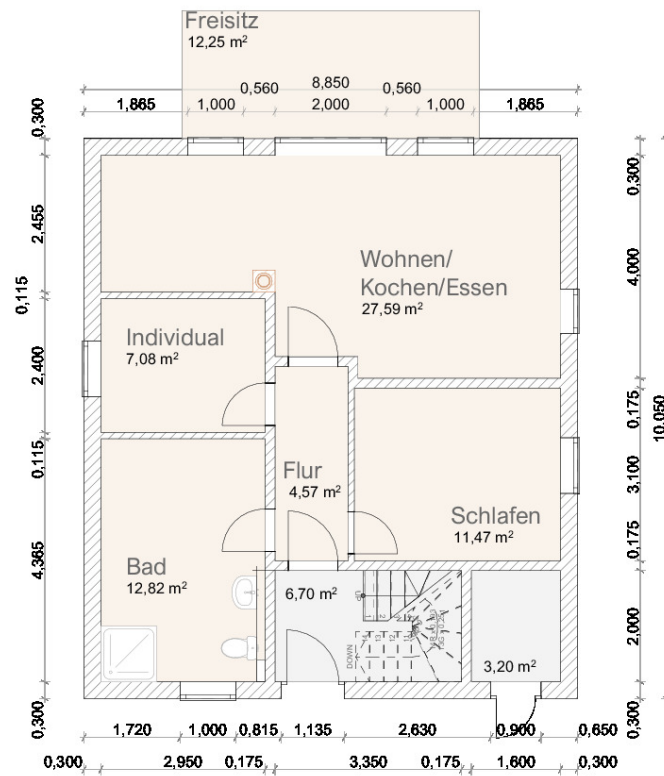 Freisitz
12,25 m²
8,850
0,560
0,560
1,865
1,000
2,000
1,000
1,865
0,300
2,455
0,115
2,400
0,115
4,365
0,300
0,300
4,000
0,175
3,100
0,175
2,000
0,300
10,050
Wohnen/
Kochen/Essen
27,59 m²
Individual
7,08 m²
Flur
4,57 m²
Schlafen
11,47 m²
Bad
12,82 m²
6,70 m²
UP
DOWN
3,20 m²
1,720
1,000
0,815
1,135
2,630
0,900
0,650
0,300
2,950
0,175
3,350
0,175
1,600
0,300